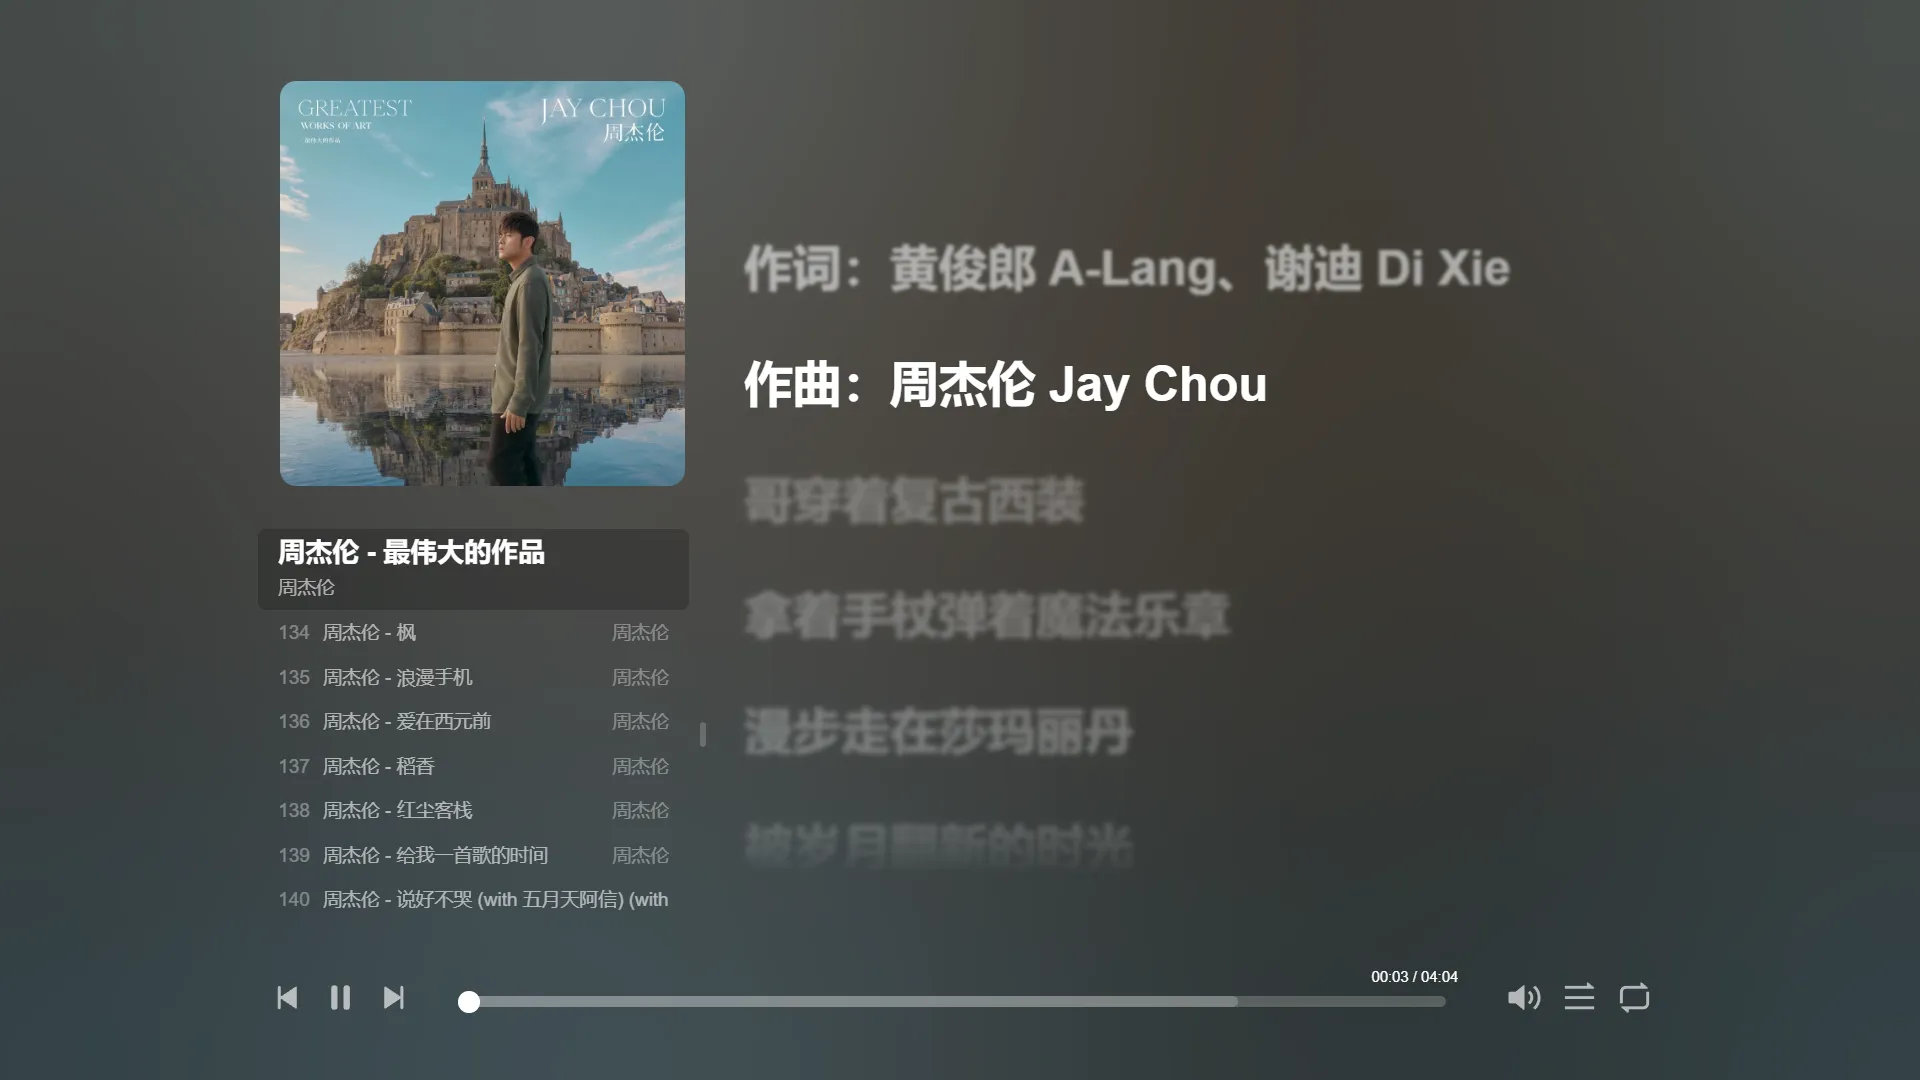 GREATEST
WORKS OF ART
最伟大的作品
JAY CHOU
周杰伦
作词：黄俊郎 A-Lang、谢迪 Di Xie
作曲：周杰伦 Jay Chou
哥穿着复古西装
拿着手杖弹着魔法乐章
漫步走在莎玛丽丹
被岁月翻新的时光
周杰伦 - 最伟大的作品
周杰伦
134 周杰伦 - 枫 周杰伦
135 周杰伦 - 浪漫手机 周杰伦
136 周杰伦 - 爱在西元前 周杰伦
137 周杰伦 - 稻香 周杰伦
138 周杰伦 - 红尘客栈 周杰伦
139 周杰伦 - 给我一首歌的时间 周杰伦
140 周杰伦 - 说好不哭 (with 五月天阿信) (with
00:03 / 04:04